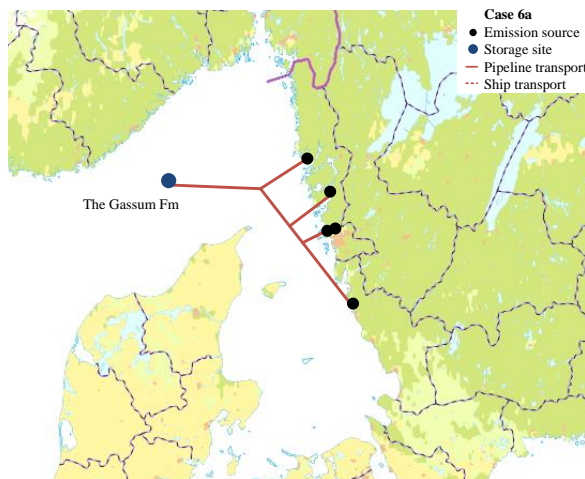 Case 6a
Emission source
Storage site
Pipeline transport
Ship transport
The Gassum Fm